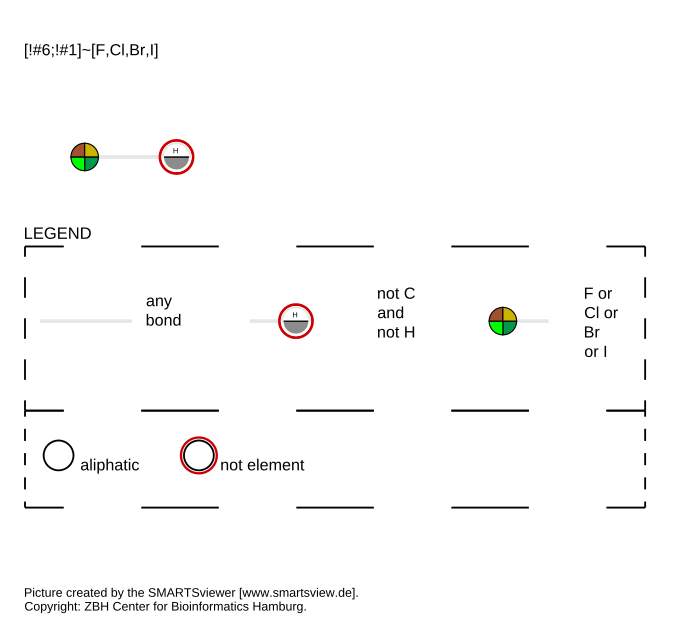 [!#6;!#1]~[F,Cl,Br,I]
H
LEGEND
any
bond
H
not C
and
not H
F or
Cl or
Br
or I
aliphatic
not element
Picture created by the SMARTSviewer [www.smartsview.de].
Copyright: ZBH Center for Bioinformatics Hamburg.